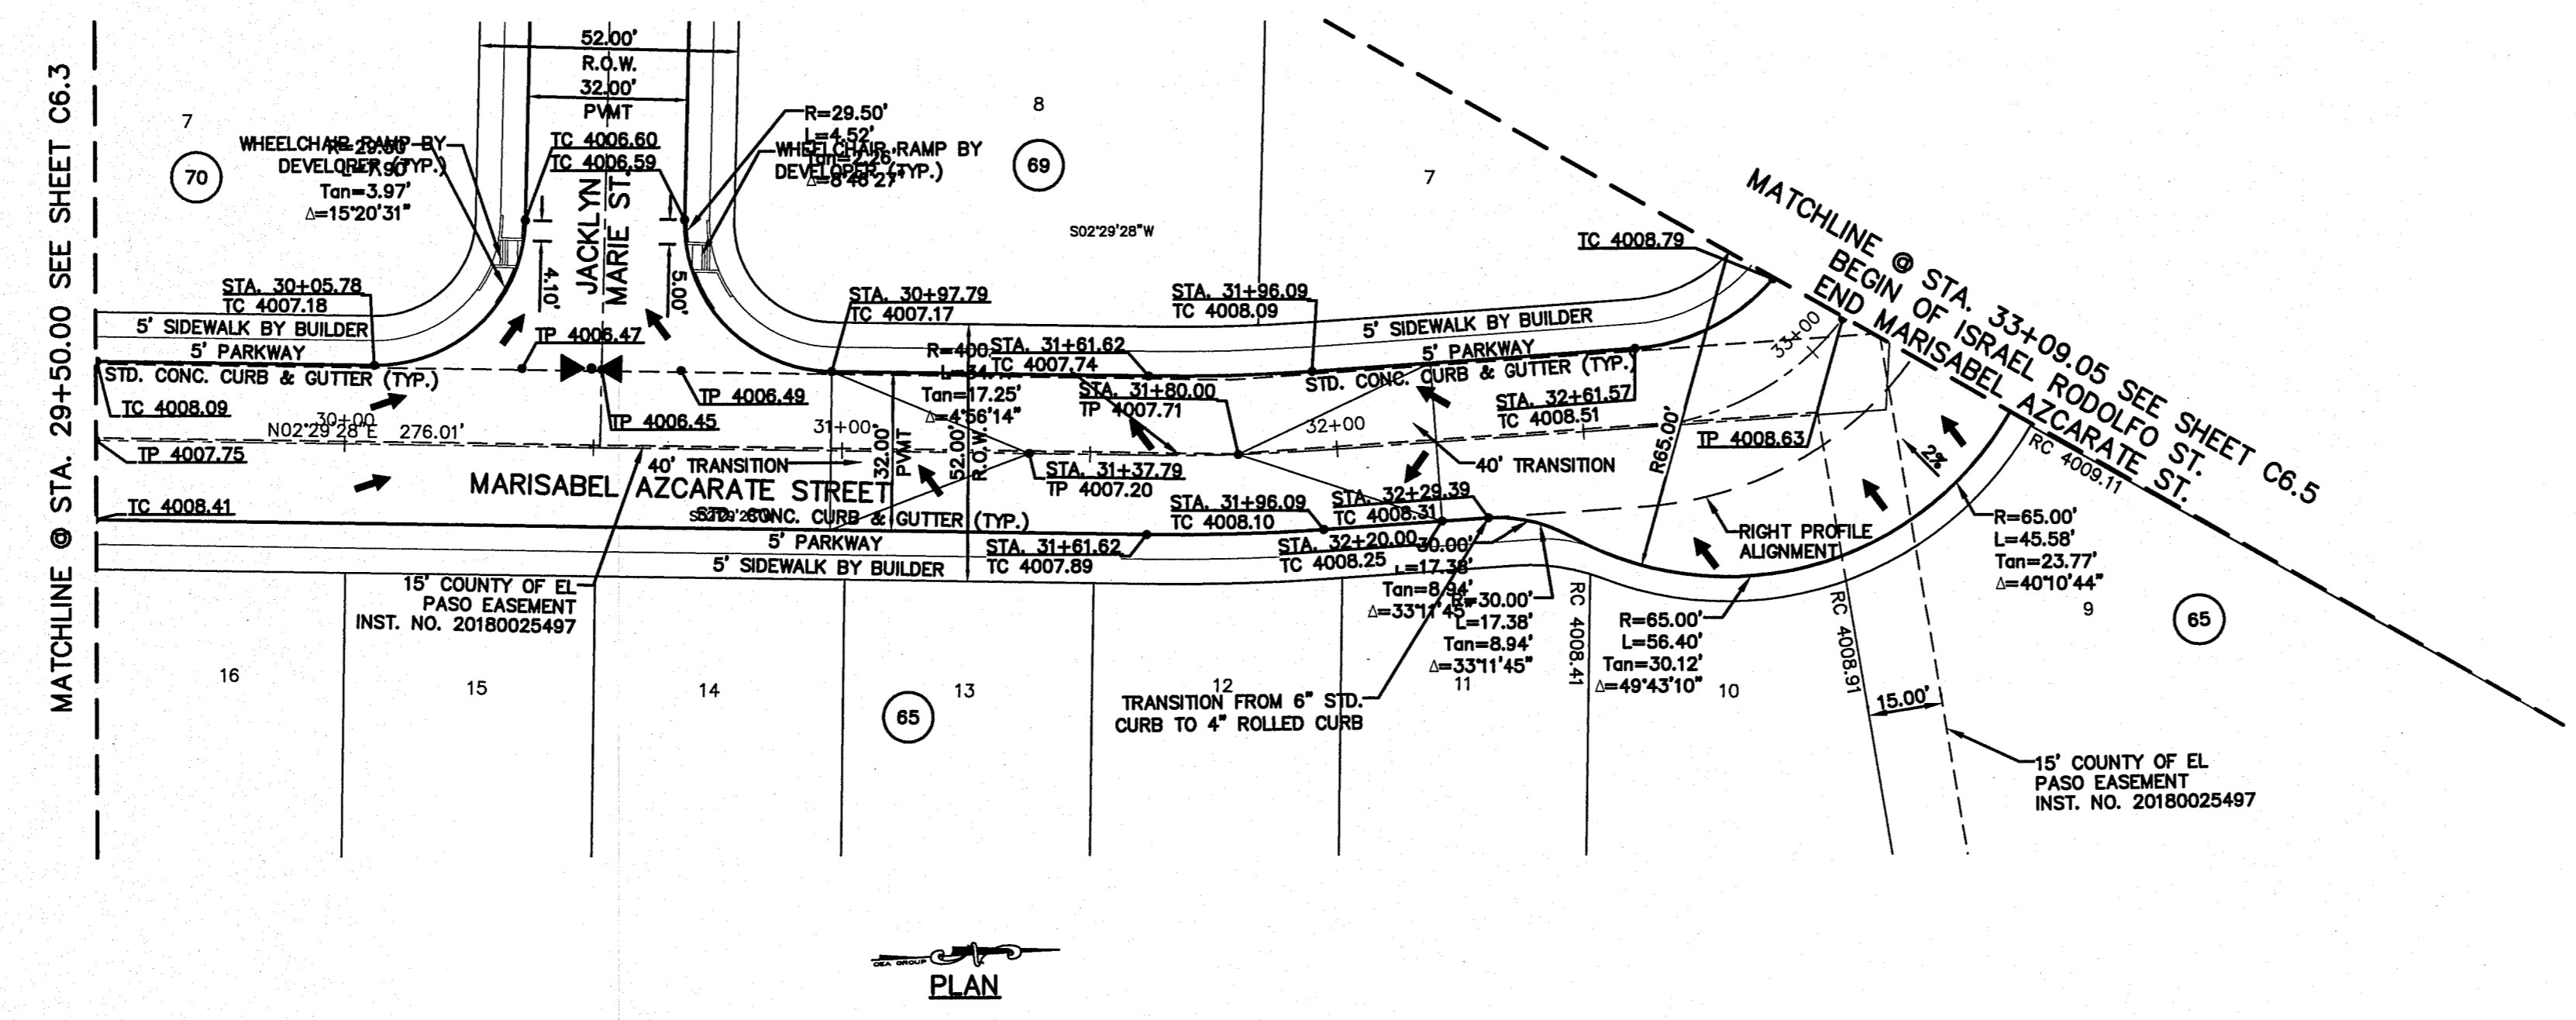 MATCHLINE @ STA. 29+50.00 SEE SHEET C6.3
52.00'
R.O.W.
32.00'
PVMT
7
70
WHEELCHAIR RAMP BY
DEVELOPER (TYP.)
Tan=3.97'
Δ=15°20'31"
TC 4006.60
TC 4006.59
JACKLYN
MARIE ST.
4.10'
5.00'
R=29.50'
L=4.52'
WHEELCHAIR RAMP BY
DEVELOPER (TYP.)
8
69
S02°29'28"W
7
STA. 30+05.78
TC 4007.18
5' SIDEWALK BY BUILDER
5' PARKWAY
STD. CONC. CURB & GUTTER (TYP.)
TC 4008.09
TP 4006.47
TP 4006.49
TP 4006.45
STA. 30+97.79
TC 4007.17
STA. 31+61.62
TC 4007.74
Tan=17.25'
Δ=4°56'14"
STA. 31+80.00
TP 4007.71
STA. 31+96.09
TC 4008.09
5' SIDEWALK BY BUILDER
5' PARKWAY
STD. CONC. CURB & GUTTER (TYP.)
STA. 32+61.57
TC 4008.51
TC 4008.79
MATCHLINE @ STA. 33+09.05 SEE SHEET C6.5
BEGIN OF ISRAEL RODOLFO ST.
END MARISABEL AZCARATE ST.
30+00
N02°29'28"E 276.01'
31+00
32+00
33+00
TP 4007.75
TC 4008.41
40' TRANSITION
32.00'
PVMT
52.00'
R.O.W.
MARISABEL AZCARATE STREET
STD. CONC. CURB & GUTTER (TYP.)
5' PARKWAY
5' SIDEWALK BY BUILDER
STA. 31+37.79
TP 4007.20
40' TRANSITION
R65.00'
TP 4008.63
2%
RC 4009.11
STA. 31+61.62
TC 4007.89
STA. 31+96.09
TC 4008.10
STA. 32+29.39
TC 4008.31
STA. 32+20.00
TC 4008.25
30.00'
L=17.38'
Tan=8.94'
Δ=33°11'45"
R=30.00'
L=17.38'
Tan=8.94'
Δ=33°11'45"
RC 4008.41
R=65.00'
L=56.40'
Tan=30.12'
Δ=49°43'10"
RIGHT PROFILE
ALIGNMENT
RC 4008.91
R=65.00'
L=45.58'
Tan=23.77'
Δ=40°10'44"
9
65
15' COUNTY OF EL
PASO EASEMENT
INST. NO. 20180025497
16
15
14
13
12
11
10
65
TRANSITION FROM 6" STD.
CURB TO 4" ROLLED CURB
15.00'
15' COUNTY OF EL
PASO EASEMENT
INST. NO. 20180025497
CEA GROUP
PLAN